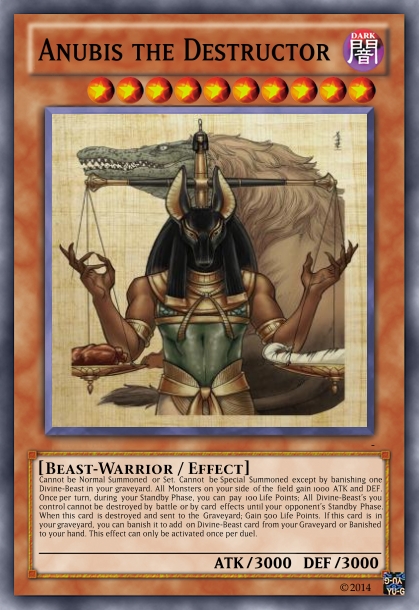 Anubis the Destructor
DARK
闇
[Beast-Warrior / Effect]
Cannot be Normal Summoned or Set. Cannot be Special Summoned except by banishing one
Divine-Beast in your graveyard. All Monsters on your side of the field gain 1000 ATK and DEF.
Once per turn, during your Standby Phase, you can pay 100 Life Points; All Divine-Beast's you
control cannot be destroyed by battle or by card effects until your opponent's Standby Phase.
When this card is destroyed and sent to the Graveyard; Gain 500 Life Points. If this card is in
your graveyard, you can banish it to add on Divine-Beast card from your Graveyard or Banished
to your hand. This effect can only be activated once per duel.
ATK/3000 DEF/3000
©2014
YU-G